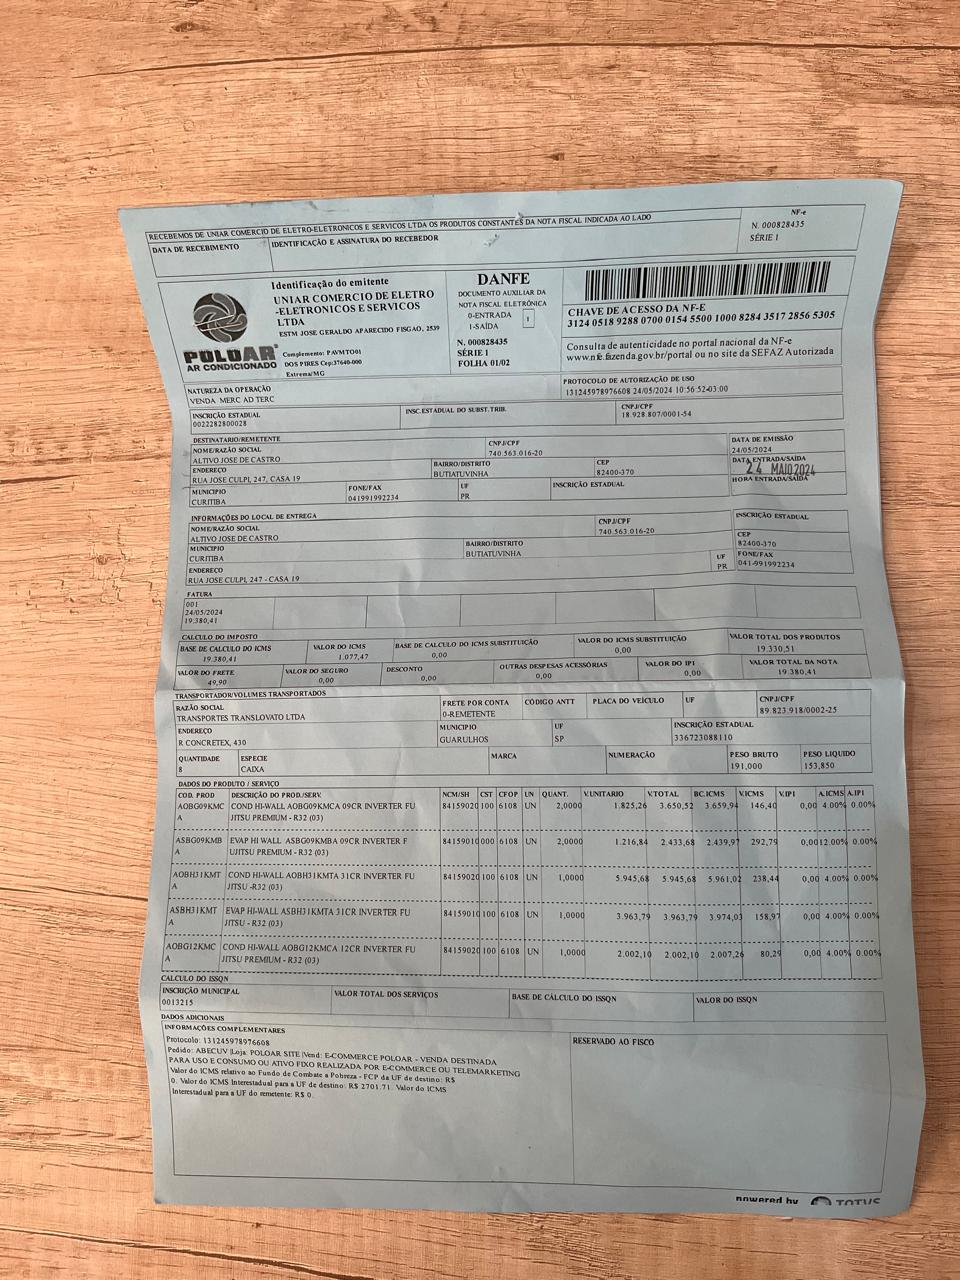 RECEBEMOS DE UNIAR COMERCIO DE ELETRO-ELETRONICOS E SERVICOS LTDA OS PRODUTOS CONSTANTES DA NOTA FISCAL INDICADA AO LADO
DATA DE RECEBIMENTO
IDENTIFICAÇÃO E ASSINATURA DO RECEBEDOR
NF-e
N. 000828435
SÉRIE 1
POLOAR
AR CONDICIONADO
Identificação do emitente
UNIAR COMERCIO DE ELETRO
-ELETRONICOS E SERVICOS
LTDA
ESTM JOSE GERALDO APARECIDO FISGAO, 2539
Complemento: PAVMTO01
DOS PIRES Cep:37640-000
Extrema/MG
DANFE
DOCUMENTO AUXILIAR DA
NOTA FISCAL ELETRÔNICA
0-ENTRADA
1-SAÍDA
1
N. 000828435
SÉRIE 1
FOLHA 01/02
CHAVE DE ACESSO DA NF-E
3124 0518 9288 0700 0154 5500 1000 8284 3517 2856 5305
Consulta de autenticidade no portal nacional da NF-e
www.nfe.fazenda.gov.br/portal ou no site da SEFAZ Autorizada
NATUREZA DA OPERAÇÃO
VENDA MERC AD TERC
PROTOCOLO DE AUTORIZAÇÃO DE USO
131245978976608 24/05/2024 10:56:52-03:00
INSCRIÇÃO ESTADUAL
0022282800028
INSC.ESTADUAL DO SUBST.TRIB.
CNPJ/CPF
18.928.807/0001-54
DESTINATARIO/REMETENTE
NOME/RAZÃO SOCIAL
ALTIVO JOSE DE CASTRO
CNPJ/CPF
740.563.016-20
DATA DE EMISSÃO
24/05/2024
ENDEREÇO
RUA JOSE CULPI, 247, CASA 19
BAIRRO/DISTRITO
BUTIATUVINHA
CEP
82400-370
DATA ENTRADA/SAÍDA
24 MAIO 2024
MUNICIPIO
CURITIBA
FONE/FAX
041991992234
UF
PR
INSCRIÇÃO ESTADUAL
HORA ENTRADA/SAÍDA
INFORMAÇÕES DO LOCAL DE ENTREGA
NOME/RAZÃO SOCIAL
ALTIVO JOSE DE CASTRO
CNPJ/CPF
740.563.016-20
INSCRIÇÃO ESTADUAL
MUNICIPIO
CURITIBA
BAIRRO/DISTRITO
BUTIATUVINHA
CEP
82400-370
ENDEREÇO
RUA JOSE CULPI, 247 - CASA 19
UF
PR
FONE/FAX
041-991992234
FATURA
001
24/05/2024
19.380,41
CALCULO DO IMPOSTO
BASE DE CALCULO DO ICMS
19.380,41
VALOR DO ICMS
1.077,47
BASE DE CALCULO DO ICMS SUBSTITUIÇÃO
0,00
VALOR DO ICMS SUBSTITUIÇÃO
0,00
VALOR TOTAL DOS PRODUTOS
19.330,51
VALOR DO FRETE
49,90
VALOR DO SEGURO
0,00
DESCONTO
0,00
OUTRAS DESPESAS ACESSÓRIAS
0,00
VALOR DO IPI
0,00
VALOR TOTAL DA NOTA
19.380,41
TRANSPORTADOR/VOLUMES TRANSPORTADOS
RAZÃO SOCIAL
TRANSPORTES TRANSLOVATO LTDA
FRETE POR CONTA
0-REMETENTE
CÓDIGO ANTT
PLACA DO VEÍCULO
UF
CNPJ/CPF
89.823.918/0002-25
ENDEREÇO
R CONCRETEX, 430
MUNICIPIO
GUARULHOS
UF
SP
INSCRIÇÃO ESTADUAL
336723088110
QUANTIDADE
8
ESPECIE
CAIXA
MARCA
NUMERAÇÃO
PESO BRUTO
191,000
PESO LIQUIDO
153,850
DADOS DO PRODUTO / SERVIÇO
COD. PROD DESCRIÇÃO DO PROD./SERV. NCM/SH CST CFOP UN QUANT. V.UNITARIO V.TOTAL BC.ICMS V.ICMS V.IPI A.ICMS A.IPI
AOBG09KMC COND HI-WALL AOBG09KMCA 09CR INVERTER FU 84159020 100 6108 UN 2,0000 1.825,26 3.650,52 3.659,94 146,40 0,00 4.00% 0.00%
A JITSU PREMIUM - R32 (03)
ASBG09KMB EVAP HI WALL ASBG09KMBA 09CR INVERTER F 84159010 000 6108 UN 2,0000 1.216,84 2.433,68 2.439,97 292,79 0,00 12.00% 0.00%
A UJITSU PREMIUM - R32 (03)
AOBH31KMT COND HI-WALL AOBH31KMTA 31CR INVERTER FU 84159020 100 6108 UN 1,0000 5.945,68 5.945,68 5.961,02 238,44 0,00 4.00% 0.00%
A JITSU -R32 (03)
ASBH31KMT EVAP HI-WALL ASBH31KMTA 31CR INVERTER FU 84159010 100 6108 UN 1,0000 3.963,79 3.963,79 3.974,03 158,97 0,00 4.00% 0.00%
A JITSU - R32 (03)
AOBG12KMC COND HI-WALL AOBG12KMCA 12CR INVERTER FU 84159020 100 6108 UN 1,0000 2.002,10 2.002,10 2.007,26 80,29 0,00 4.00% 0.00%
A JITSU PREMIUM - R32 (03)
CALCULO DO ISSQN
INSCRIÇÃO MUNICIPAL
0013215
VALOR TOTAL DOS SERVIÇOS
BASE DE CÁLCULO DO ISSQN
VALOR DO ISSQN
DADOS ADICIONAIS
INFORMAÇÕES COMPLEMENTARES
RESERVADO AO FISCO
Protocolo: 131245978976608
Pedido: ABECUV |Loja: POLOAR SITE |Vend: E-COMMERCE POLOAR - VENDA DESTINADA
PARA USO E CONSUMO OU ATIVO FIXO REALIZADA POR E-COMMERCE OU TELEMARKETING
Valor do ICMS relativo ao Fundo de Combate a Pobreza - FCP da UF de destino: R$
0. Valor do ICMS Interestadual para a UF de destino: R$ 2701.71. Valor do ICMS
Interestadual para a UF do remetente: R$ 0.
powered by TOTVS